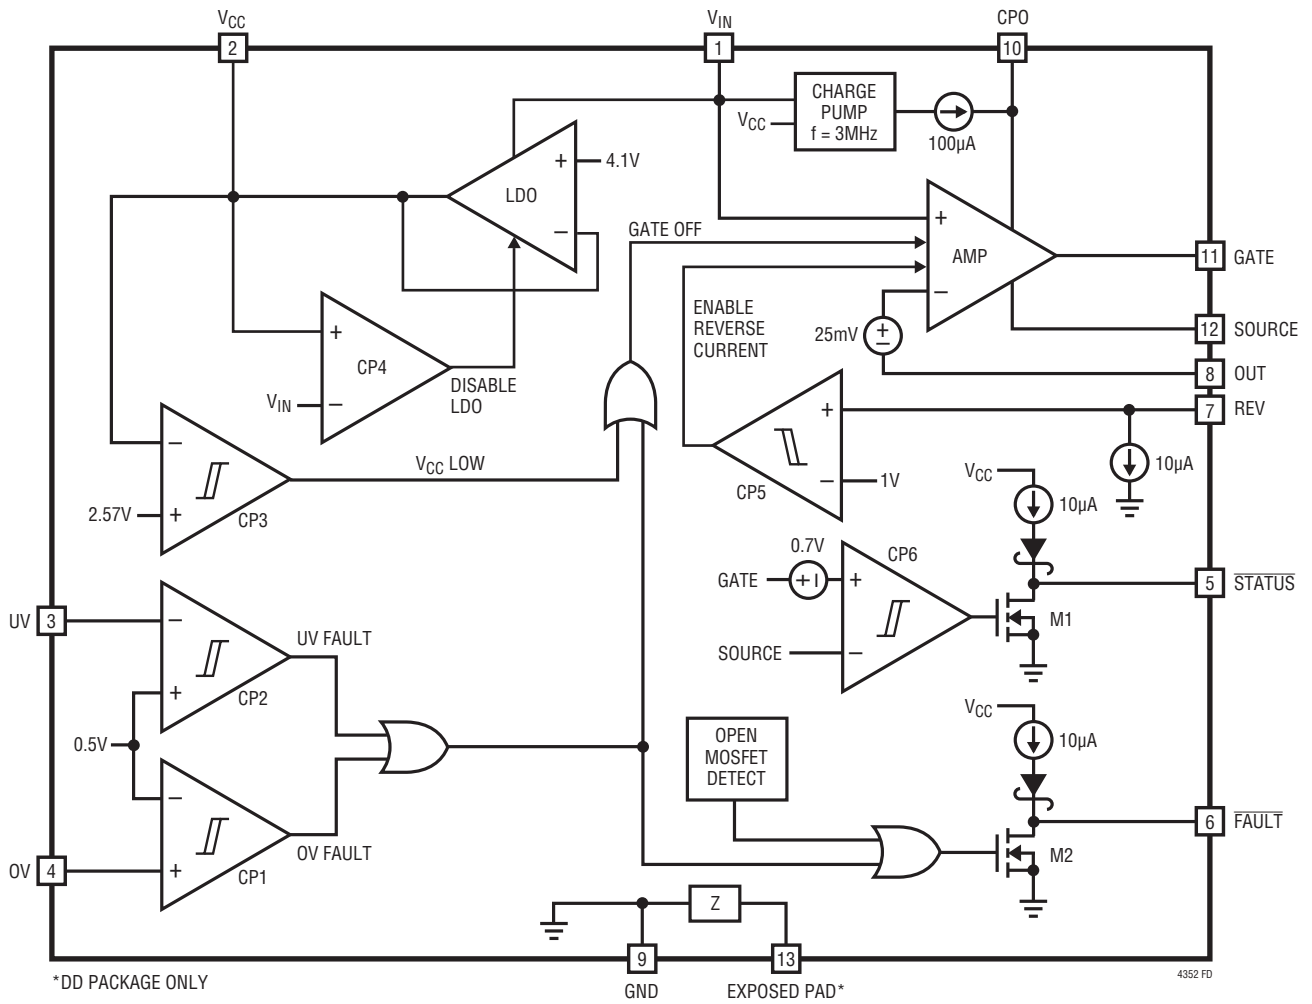 VCC
VIN
CPO
2
1
10
CHARGE
PUMP
f = 3MHz
VCC
100µA
+
4.1V
LDO
−
GATE OFF
+
AMP
−
11
GATE
ENABLE
REVERSE
CURRENT
25mV
+
−
12
SOURCE
8
OUT
7
REV
+
CP4
VIN
−
DISABLE
LDO
−
2.57V
+
CP3
VCC LOW
+
−
1V
CP5
10µA
VCC
10µA
0.7V
GATE
+ −
+
CP6
SOURCE
−
M1
5
STATUS
UV
3
−
UV FAULT
+
CP2
0.5V
−
OV FAULT
OV
4
+
CP1
OPEN
MOSFET
DETECT
VCC
10µA
6
FAULT
M2
Z
9
13
GND
EXPOSED PAD*
*DD PACKAGE ONLY
4352 FD